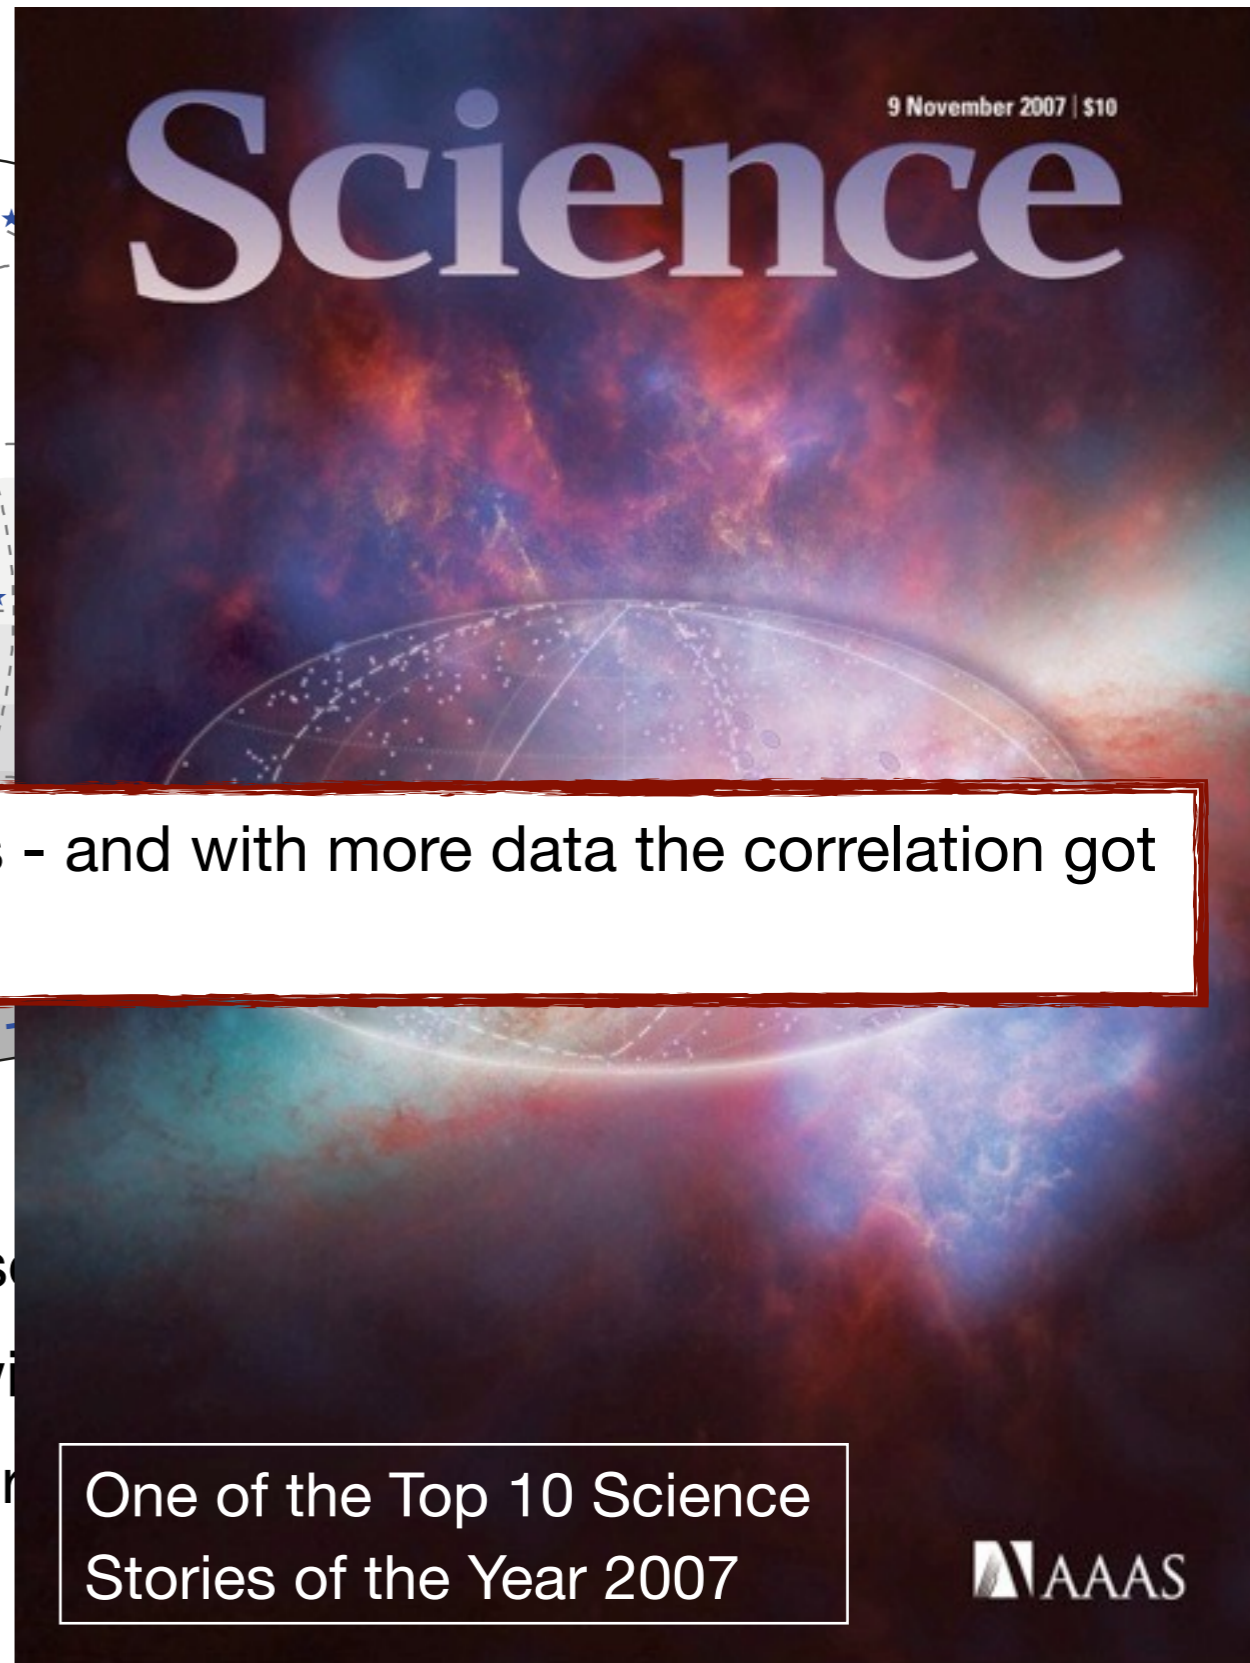 9 November 2007 | $10
Science
- and with more data the correlation got
One of the Top 10 Science
Stories of the Year 2007
AAAS